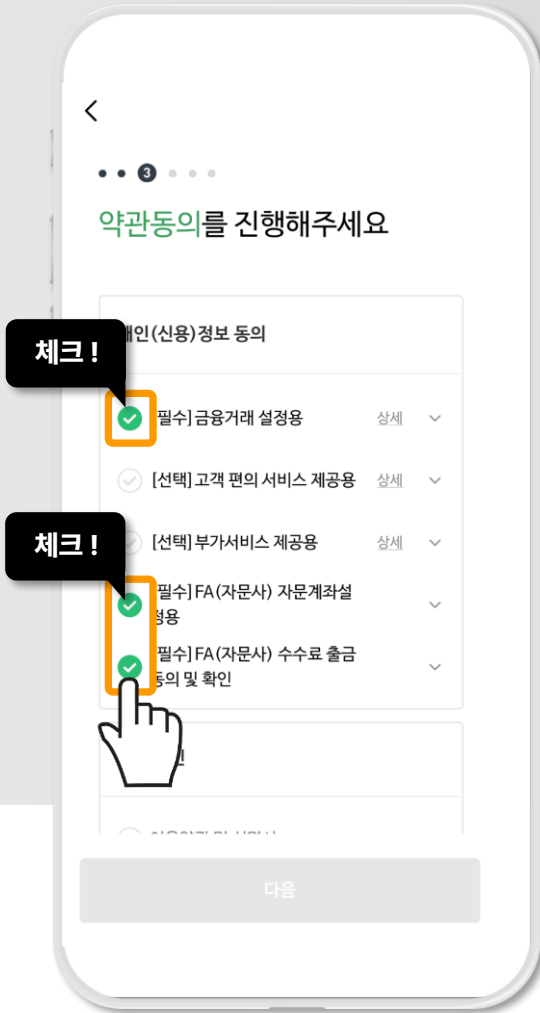 3
약관동의를 진행해주세요
체크 !
개인(신용)정보 동의
[필수] 금융거래 설정용 상세
[선택] 고객 편의 서비스 제공용 상세
체크 !
[선택] 부가서비스 제공용 상세
[필수] FA(자문사) 자문계좌설
정용
[필수] FA(자문사) 수수료 출금
동의 및 확인
다음